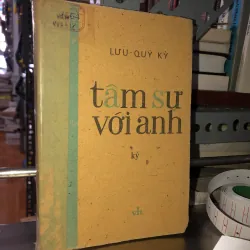 LƯU-QUÝ KỲ
tâm sự
với anh
ký